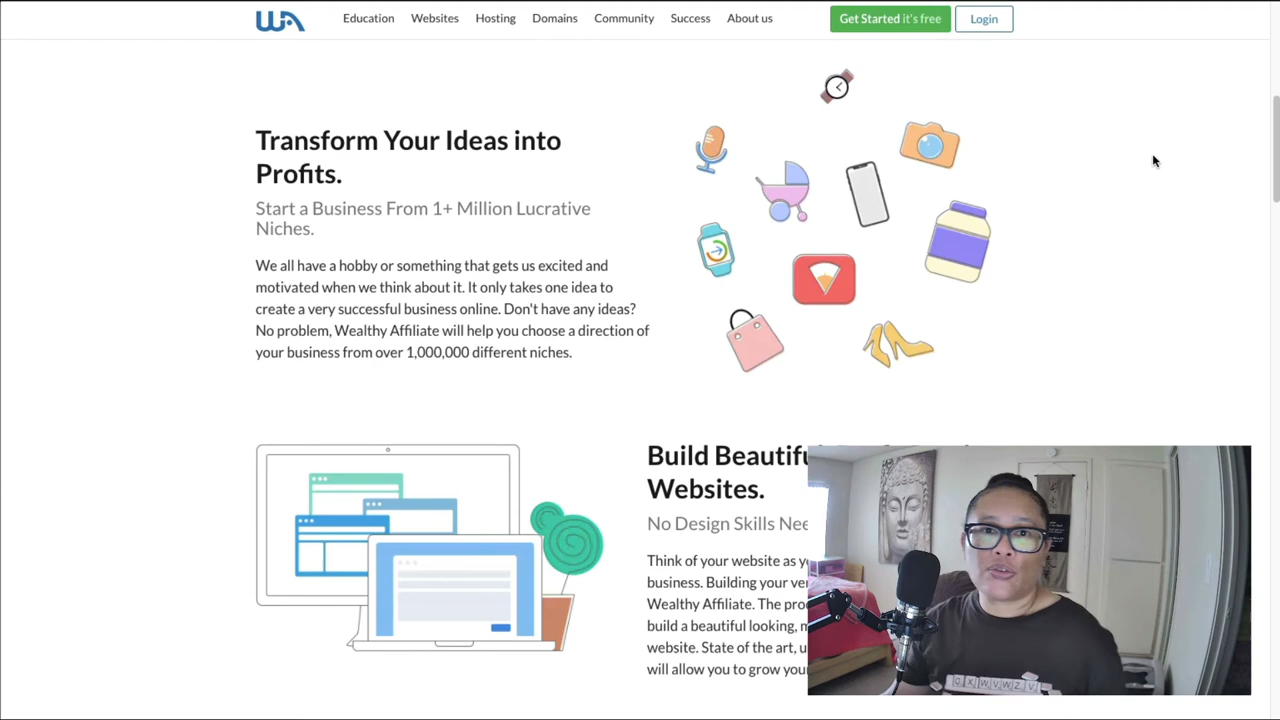 WA
Education Websites Hosting Domains Community Success About us
Get Started it's free
Login
Transform Your Ideas into
Profits.
Start a Business From 1+ Million Lucrative
Niches.
We all have a hobby or something that gets us excited and
motivated when we think about it. It only takes one idea to
create a very successful business online. Don't have any ideas?
No problem, Wealthy Affiliate will help you choose a direction of
your business from over 1,000,000 different niches.
Build
Websites.
No Design Skills
Think of your website as
business. Building your
Wealthy Affiliate. The
build a beautiful looking,
website. State of the art,
will allow you to grow